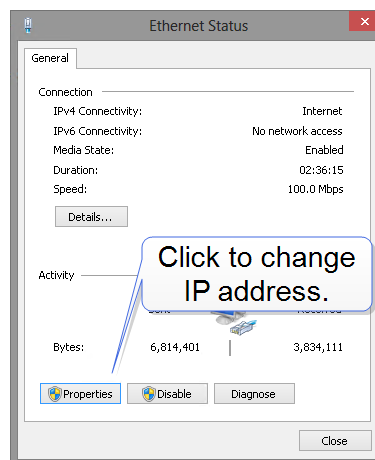 Ethernet Status
General
Connection
IPv4 Connectivity: Internet
IPv6 Connectivity: No network access
Media State: Enabled
Duration: 02:36:15
Speed: 100.0 Mbps
Details...
Click to change
IP address.
Activity
Bytes: 6,814,401 3,834,111
Properties Disable Diagnose
Close